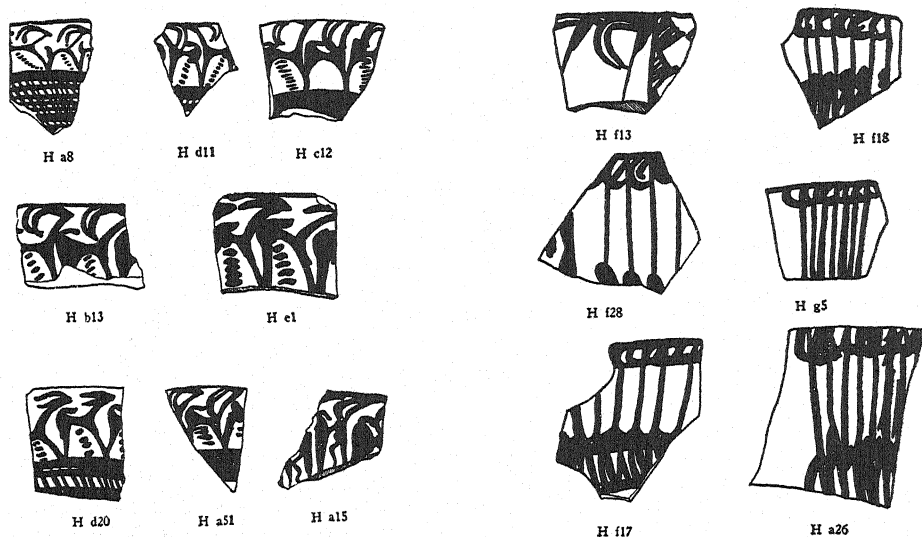 H a8
H d11
H c12
H f13
H f18
H b13
H e1
H f28
H g5
H d20
H a51
H a15
H f17
H a26